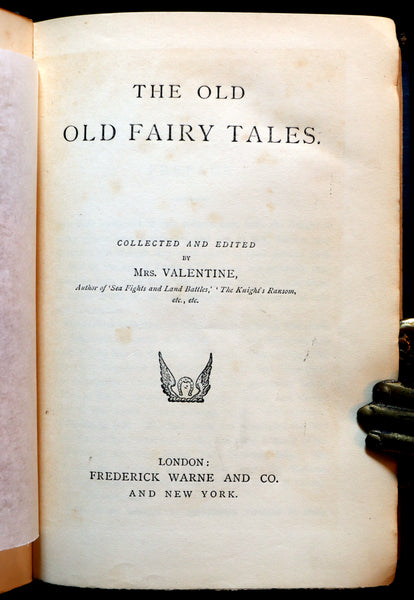 THE OLD
OLD FAIRY TALES.
COLLECTED AND EDITED
BY
MRS. VALENTINE,
Author of 'Sea Fights and Land Battles,' 'The Knight's Ransom,
etc., etc.
LONDON:
FREDERICK WARNE AND CO.
AND NEW YORK.